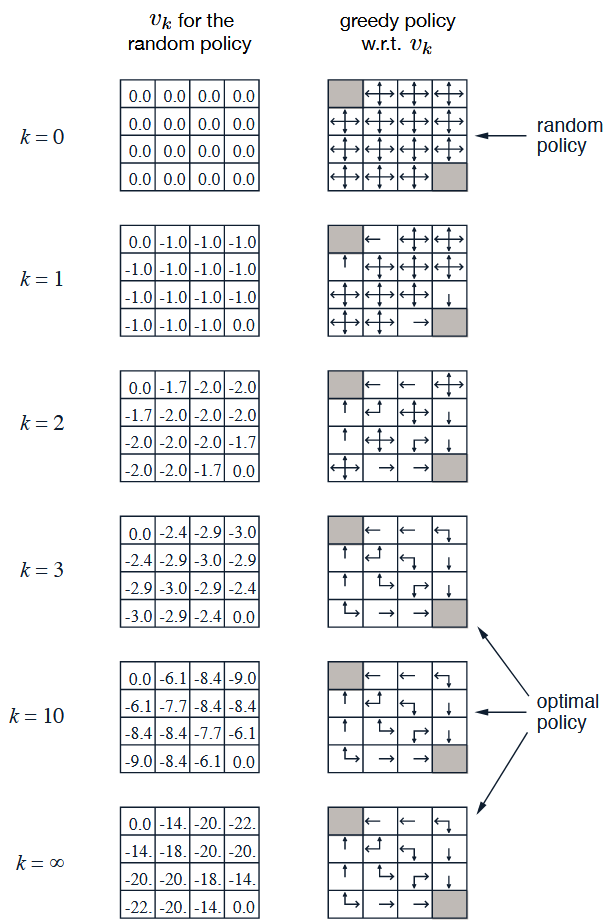 vk for the
random policy
greedy policy
w.r.t. vk
k = 0
0.0 0.0 0.0 0.0
0.0 0.0 0.0 0.0
0.0 0.0 0.0 0.0
0.0 0.0 0.0 0.0
random
policy
k = 1
0.0 -1.0 -1.0 -1.0
-1.0 -1.0 -1.0 -1.0
-1.0 -1.0 -1.0 -1.0
-1.0 -1.0 -1.0 0.0
k = 2
0.0 -1.7 -2.0 -2.0
-1.7 -2.0 -2.0 -2.0
-2.0 -2.0 -2.0 -1.7
-2.0 -2.0 -1.7 0.0
k = 3
0.0 -2.4 -2.9 -3.0
-2.4 -2.9 -3.0 -2.9
-2.9 -3.0 -2.9 -2.4
-3.0 -2.9 -2.4 0.0
k = 10
0.0 -6.1 -8.4 -9.0
-6.1 -7.7 -8.4 -8.4
-8.4 -8.4 -7.7 -6.1
-9.0 -8.4 -6.1 0.0
optimal
policy
k = ∞
0.0 -14. -20. -22.
-14. -18. -20. -20.
-20. -20. -18. -14.
-22. -20. -14. 0.0